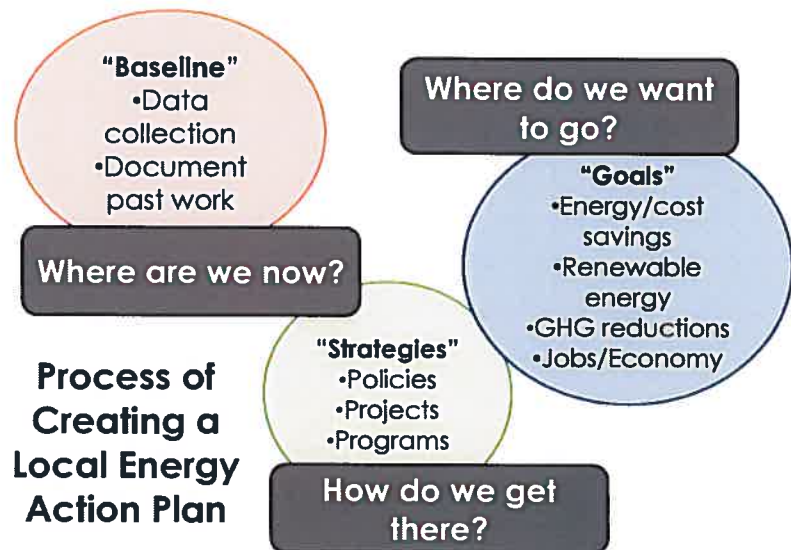 "Baseline"
•Data
collection
•Document
past work
Where are we now?
Where do we want
to go?
"Goals"
•Energy/cost
savings
•Renewable
energy
•GHG reductions
•Jobs/Economy
"Strategies"
•Policies
•Projects
•Programs
How do we get
there?
Process of
Creating a
Local Energy
Action Plan